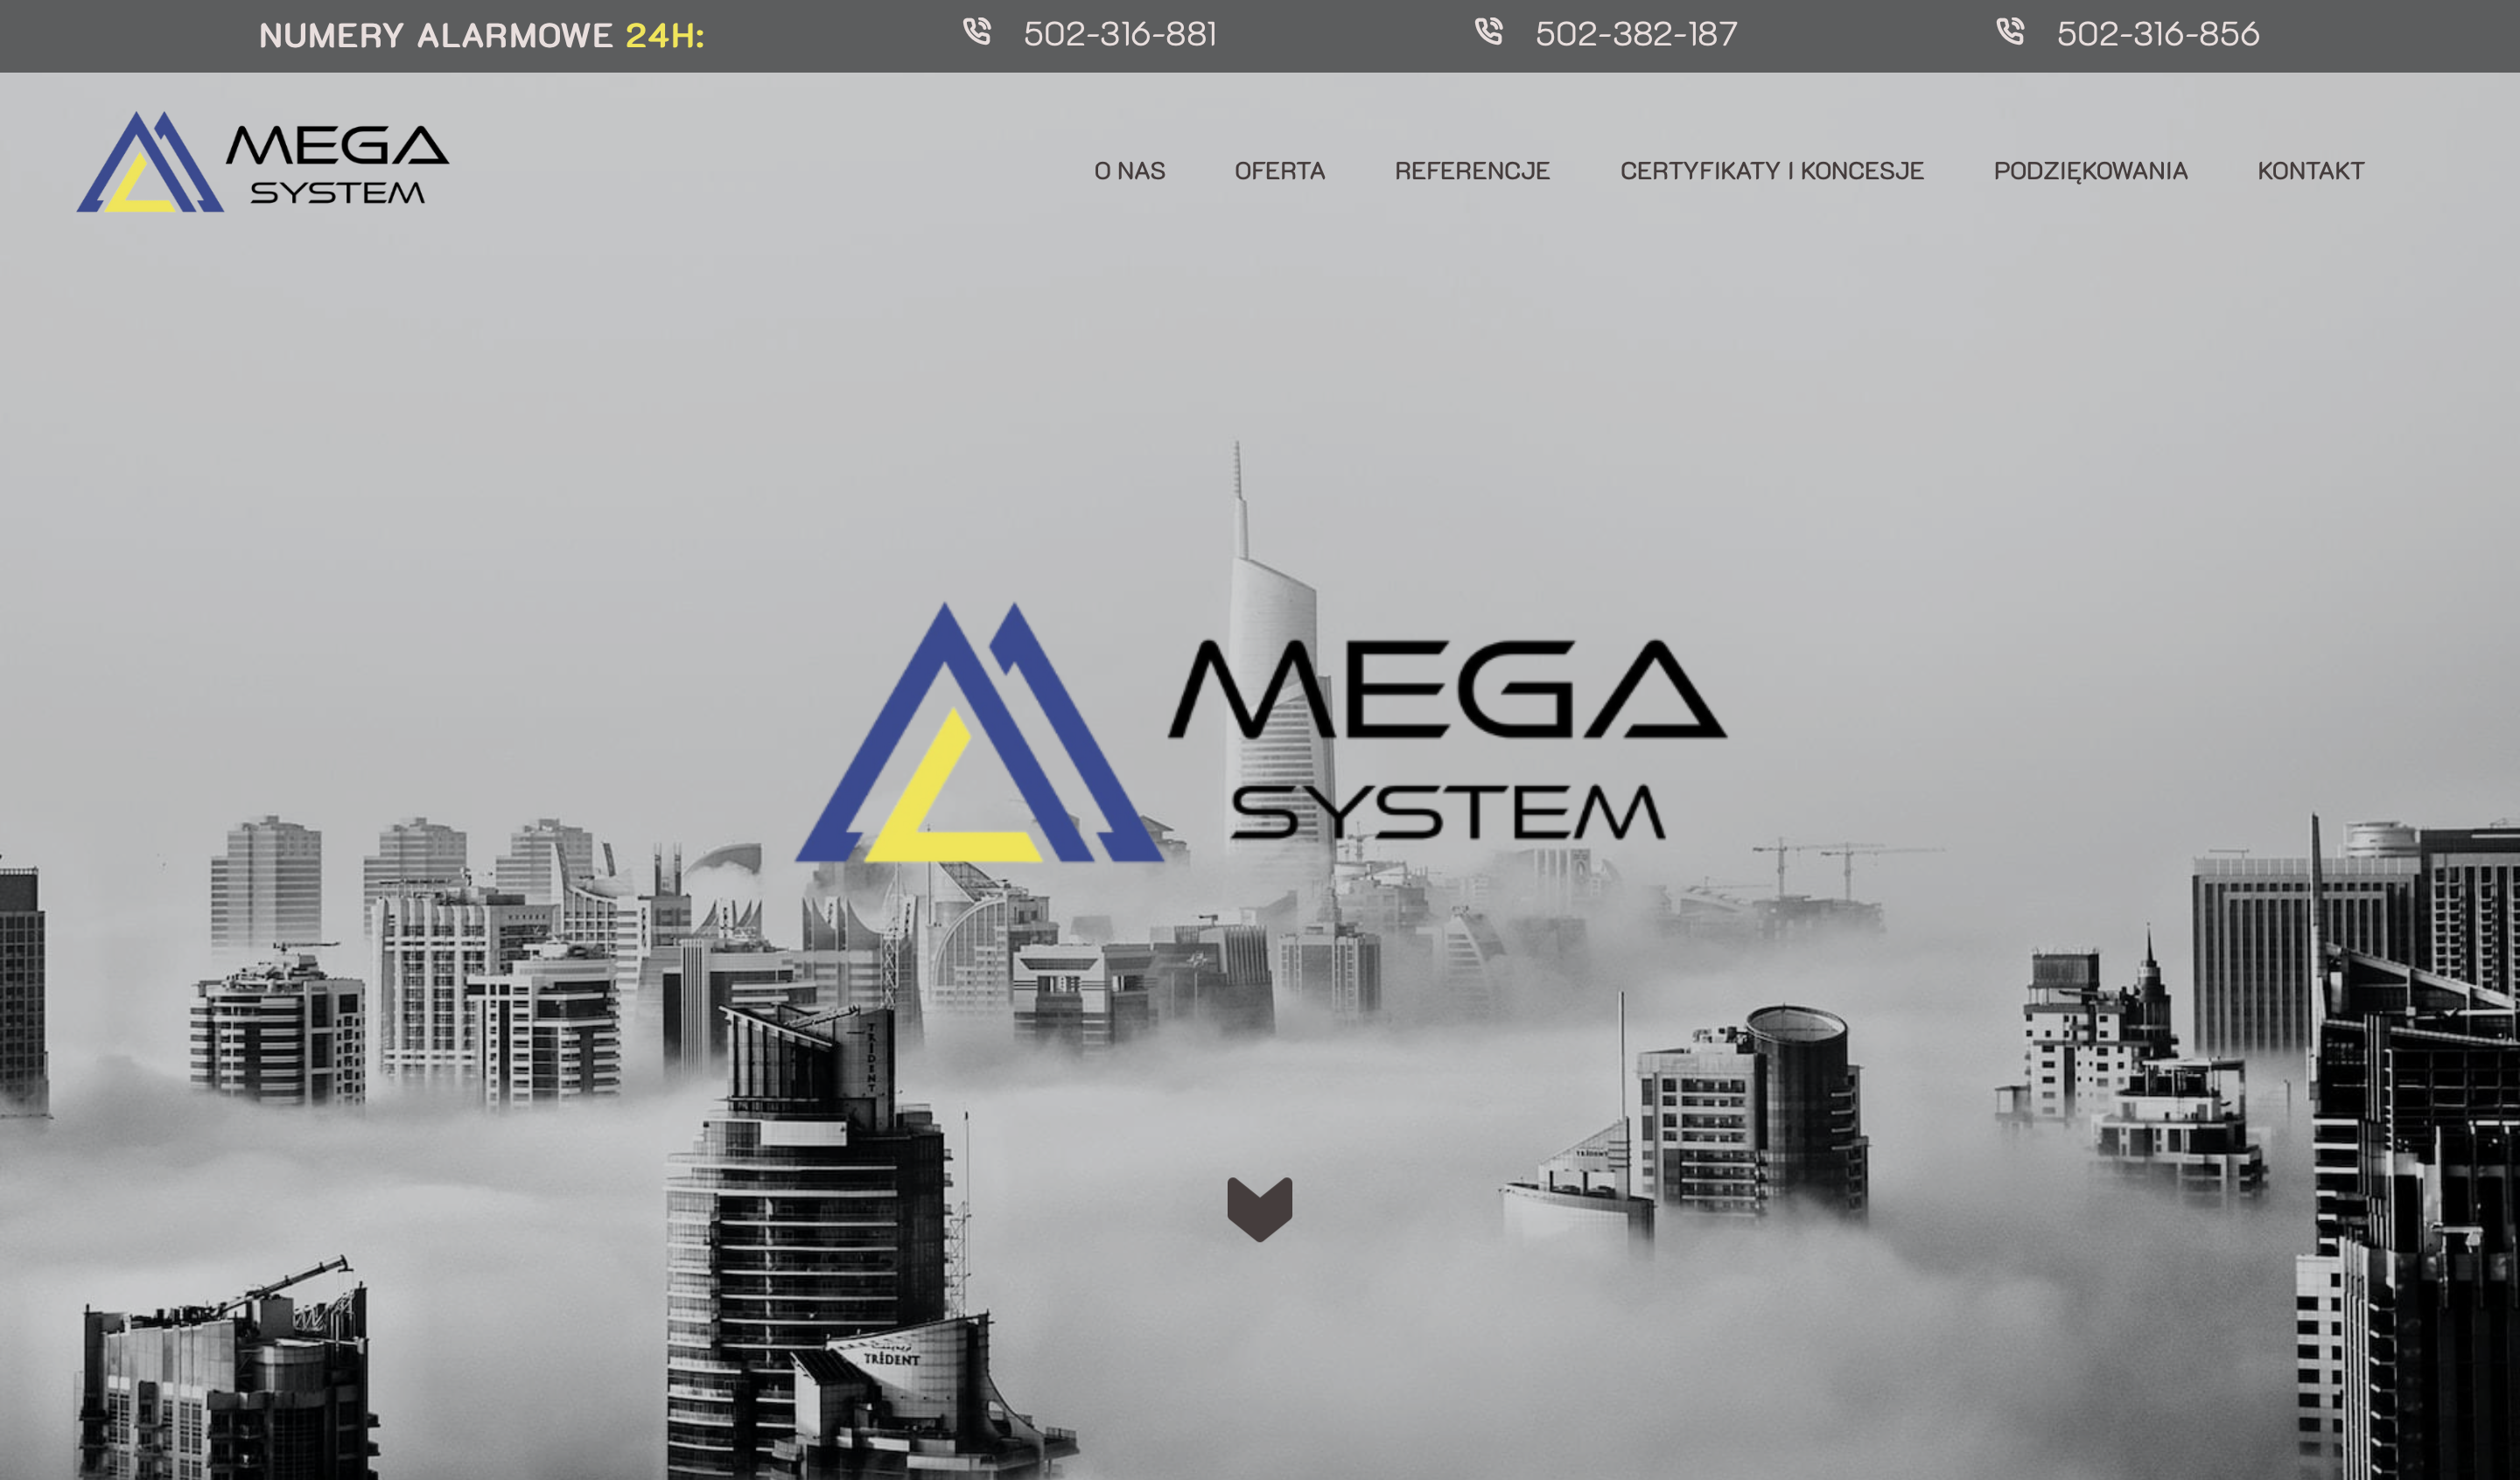 NUMERY ALARMOWE 24H: 502-316-881 502-382-187 502-316-856
MEGA
SYSTEM
O NAS OFERTA REFERENCJE CERTYFIKATY I KONCESJE PODZIĘKOWANIA KONTAKT
MEGA
SYSTEM
TRIDENT
TRIDENT
TRIDENT